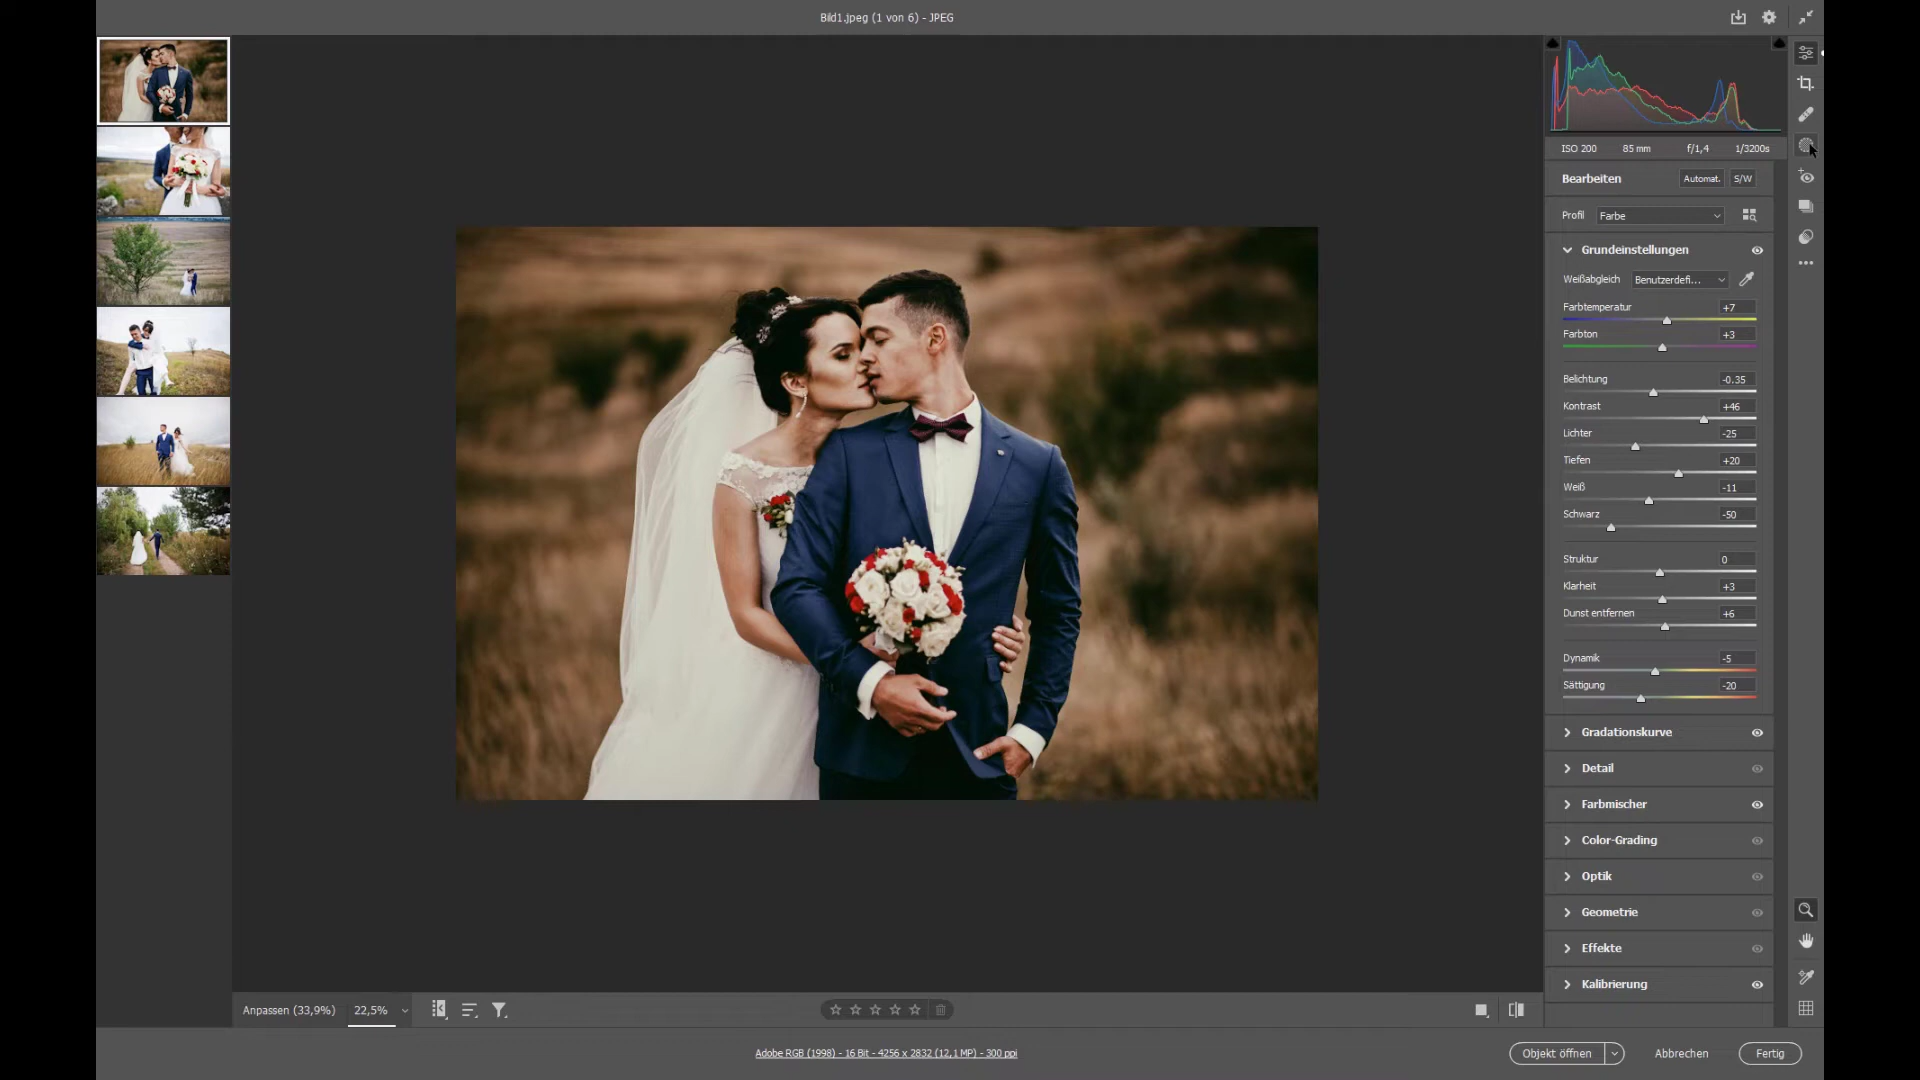 Bild1.jpeg (1 von 6) - JPEG
ISO 200 85 mm f/1,4 1/3200s
Bearbeiten Automat. S/W
Profil Farbe
Grundeinstellungen
Weißabgleich Benutzerdefi...
Farbtemperatur +7
Farbton +3
Belichtung -0.35
Kontrast +46
Lichter -25
Tiefen +20
Weiß -11
Schwarz -50
Struktur 0
Klarheit +3
Dunst entfernen +6
Dynamik -5
Sättigung -20
Gradationskurve
Detail
Farbmischer
Color-Grading
Optik
Geometrie
Effekte
Kalibrierung
Anpassen (33,9%) 22,5%
Adobe RGB (1998) - 16 Bit - 4256 x 2832 (12,1 MP) - 300 ppi
Objekt öffnen Abbrechen Fertig